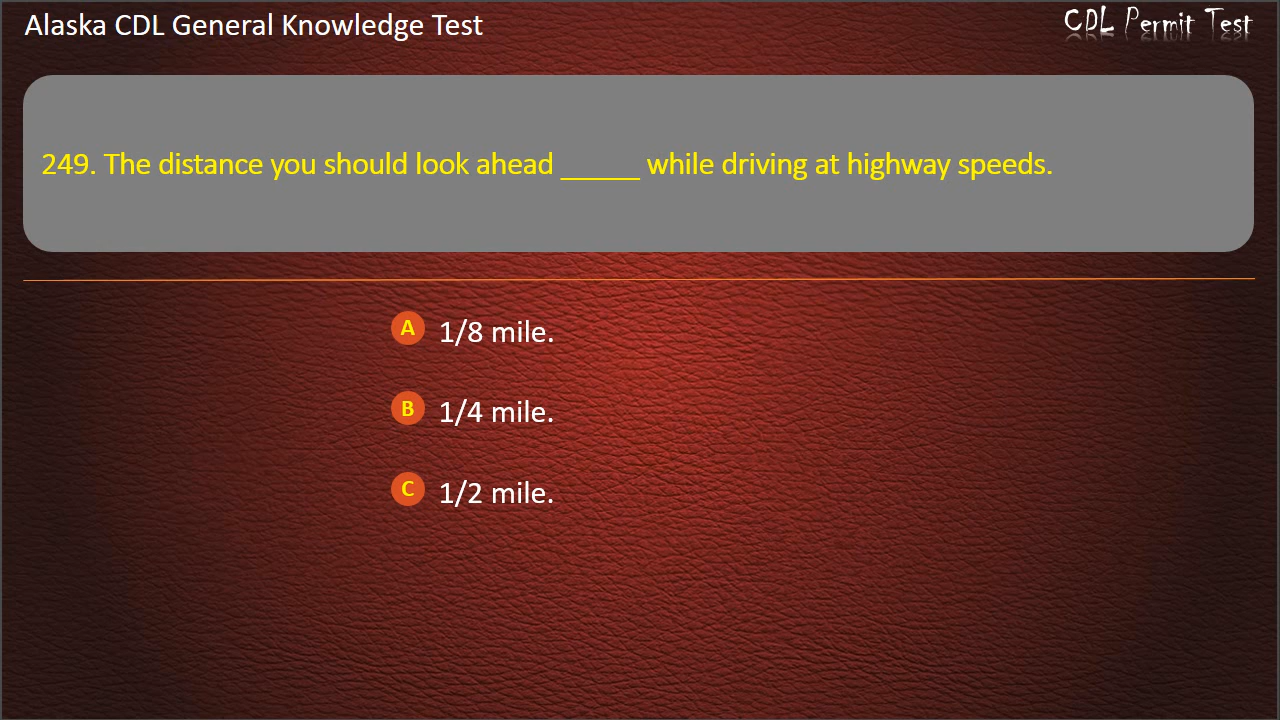 Alaska CDL General Knowledge Test
CDL Permit Test
249. The distance you should look ahead _____ while driving at highway speeds.
A 1/8 mile.
B 1/4 mile.
C 1/2 mile.